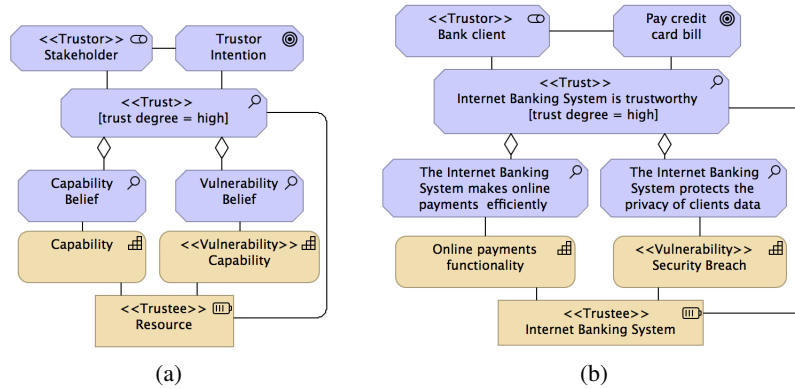 <<Trustor>>
Stakeholder
Trustor
Intention
<<Trust>>
[trust degree = high]
Capability
Belief
Vulnerability
Belief
Capability
<<Vulnerability>>
Capability
<<Trustee>>
Resource
(a)
<<Trustor>>
Bank client
Pay credit
card bill
<<Trust>>
Internet Banking System is trustworthy
[trust degree = high]
The Internet Banking
System makes online
payments efficiently
The Internet Banking
System protects the
privacy of clients data
Online payments
functionality
<<Vulnerability>>
Security Breach
<<Trustee>>
Internet Banking System
(b)